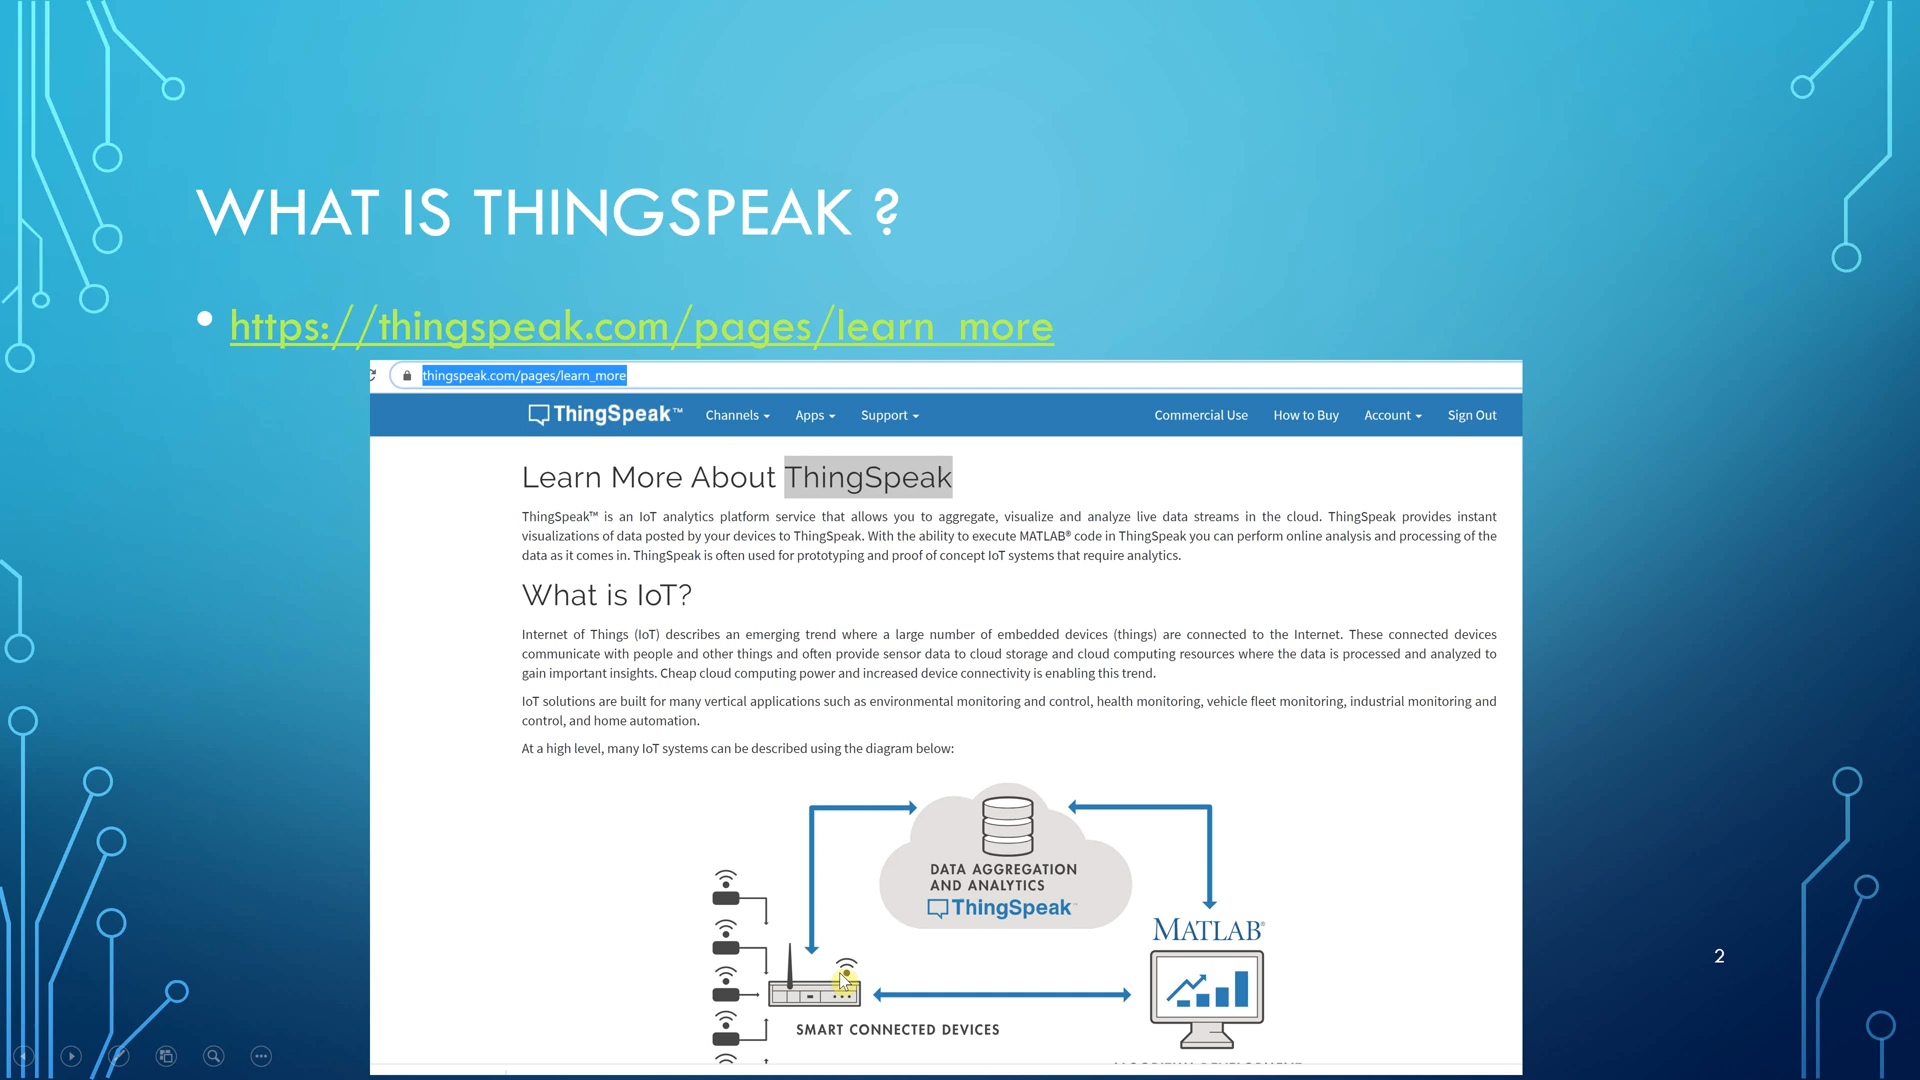 WHAT IS THINGSPEAK ?
• https://thingspeak.com/pages/learn_more
thingspeak.com/pages/learn_more
ThingSpeak™ Channels Apps Support Commercial Use How to Buy Account Sign Out
Learn More About ThingSpeak
ThingSpeak™ is an IoT analytics platform service that allows you to aggregate, visualize and analyze live data streams in the cloud. ThingSpeak provides instant
visualizations of data posted by your devices to ThingSpeak. With the ability to execute MATLAB® code in ThingSpeak you can perform online analysis and processing of the
data as it comes in. ThingSpeak is often used for prototyping and proof of concept IoT systems that require analytics.
What is IoT?
Internet of Things (IoT) describes an emerging trend where a large number of embedded devices (things) are connected to the Internet. These connected devices
communicate with people and other things and often provide sensor data to cloud storage and cloud computing resources where the data is processed and analyzed to
gain important insights. Cheap cloud computing power and increased device connectivity is enabling this trend.
IoT solutions are built for many vertical applications such as environmental monitoring and control, health monitoring, vehicle fleet monitoring, industrial monitoring and
control, and home automation.
At a high level, many IoT systems can be described using the diagram below:
DATA AGGREGATION
AND ANALYTICS
ThingSpeak™
MATLAB®
SMART CONNECTED DEVICES
2